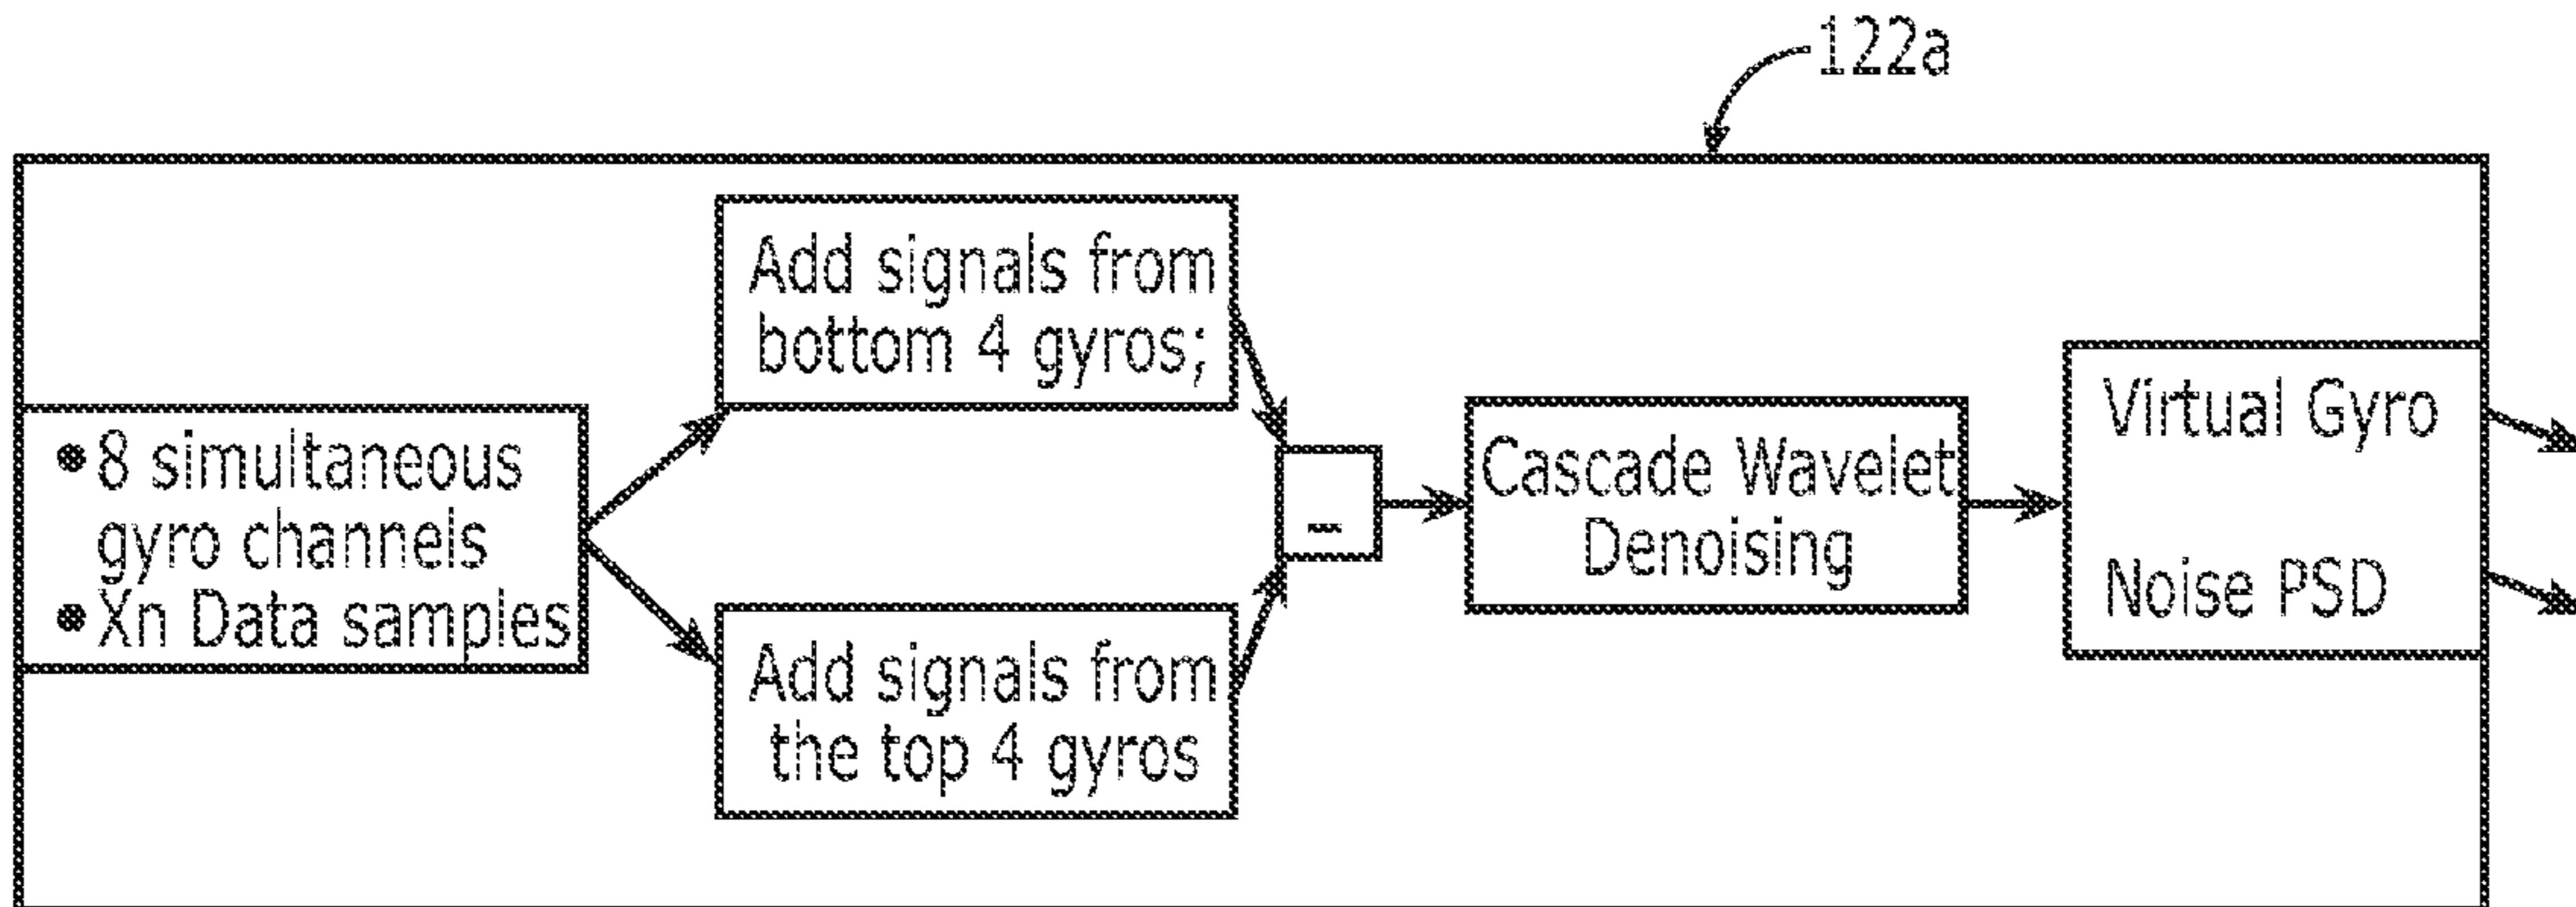 122a
Add signals from
bottom 4 gyros;
• 8 simultaneous
gyro channels
• Xn Data samples
–
Cascade Wavelet
Denoising
Virtual Gyro
Noise PSD
Add signals from
the top 4 gyros